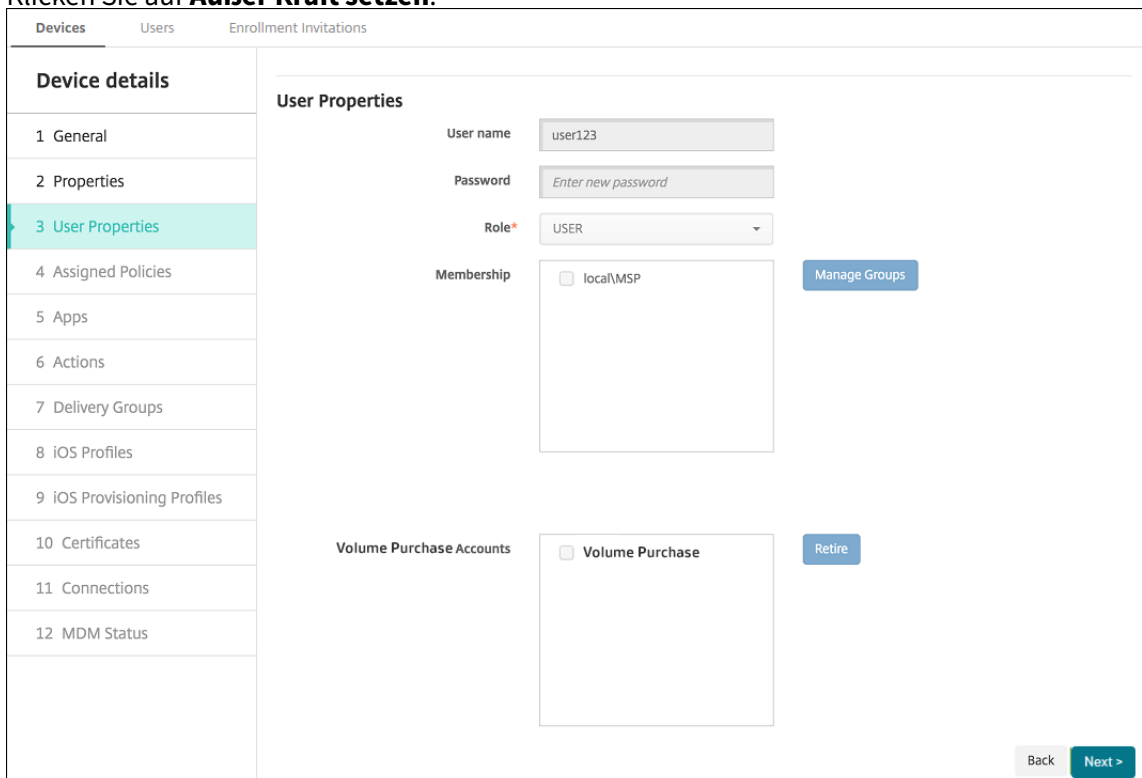 Klicken Sie auf Außer Kraft setzen.
Devices Users Enrollment Invitations
Device details
User Properties
1 General
2 Properties
3 User Properties
4 Assigned Policies
5 Apps
6 Actions
7 Delivery Groups
8 iOS Profiles
9 iOS Provisioning Profiles
10 Certificates
11 Connections
12 MDM Status
User name user123
Password Enter new password
Role* USER
Membership local\MSP Manage Groups
Volume Purchase Accounts Volume Purchase Retire
Back Next >